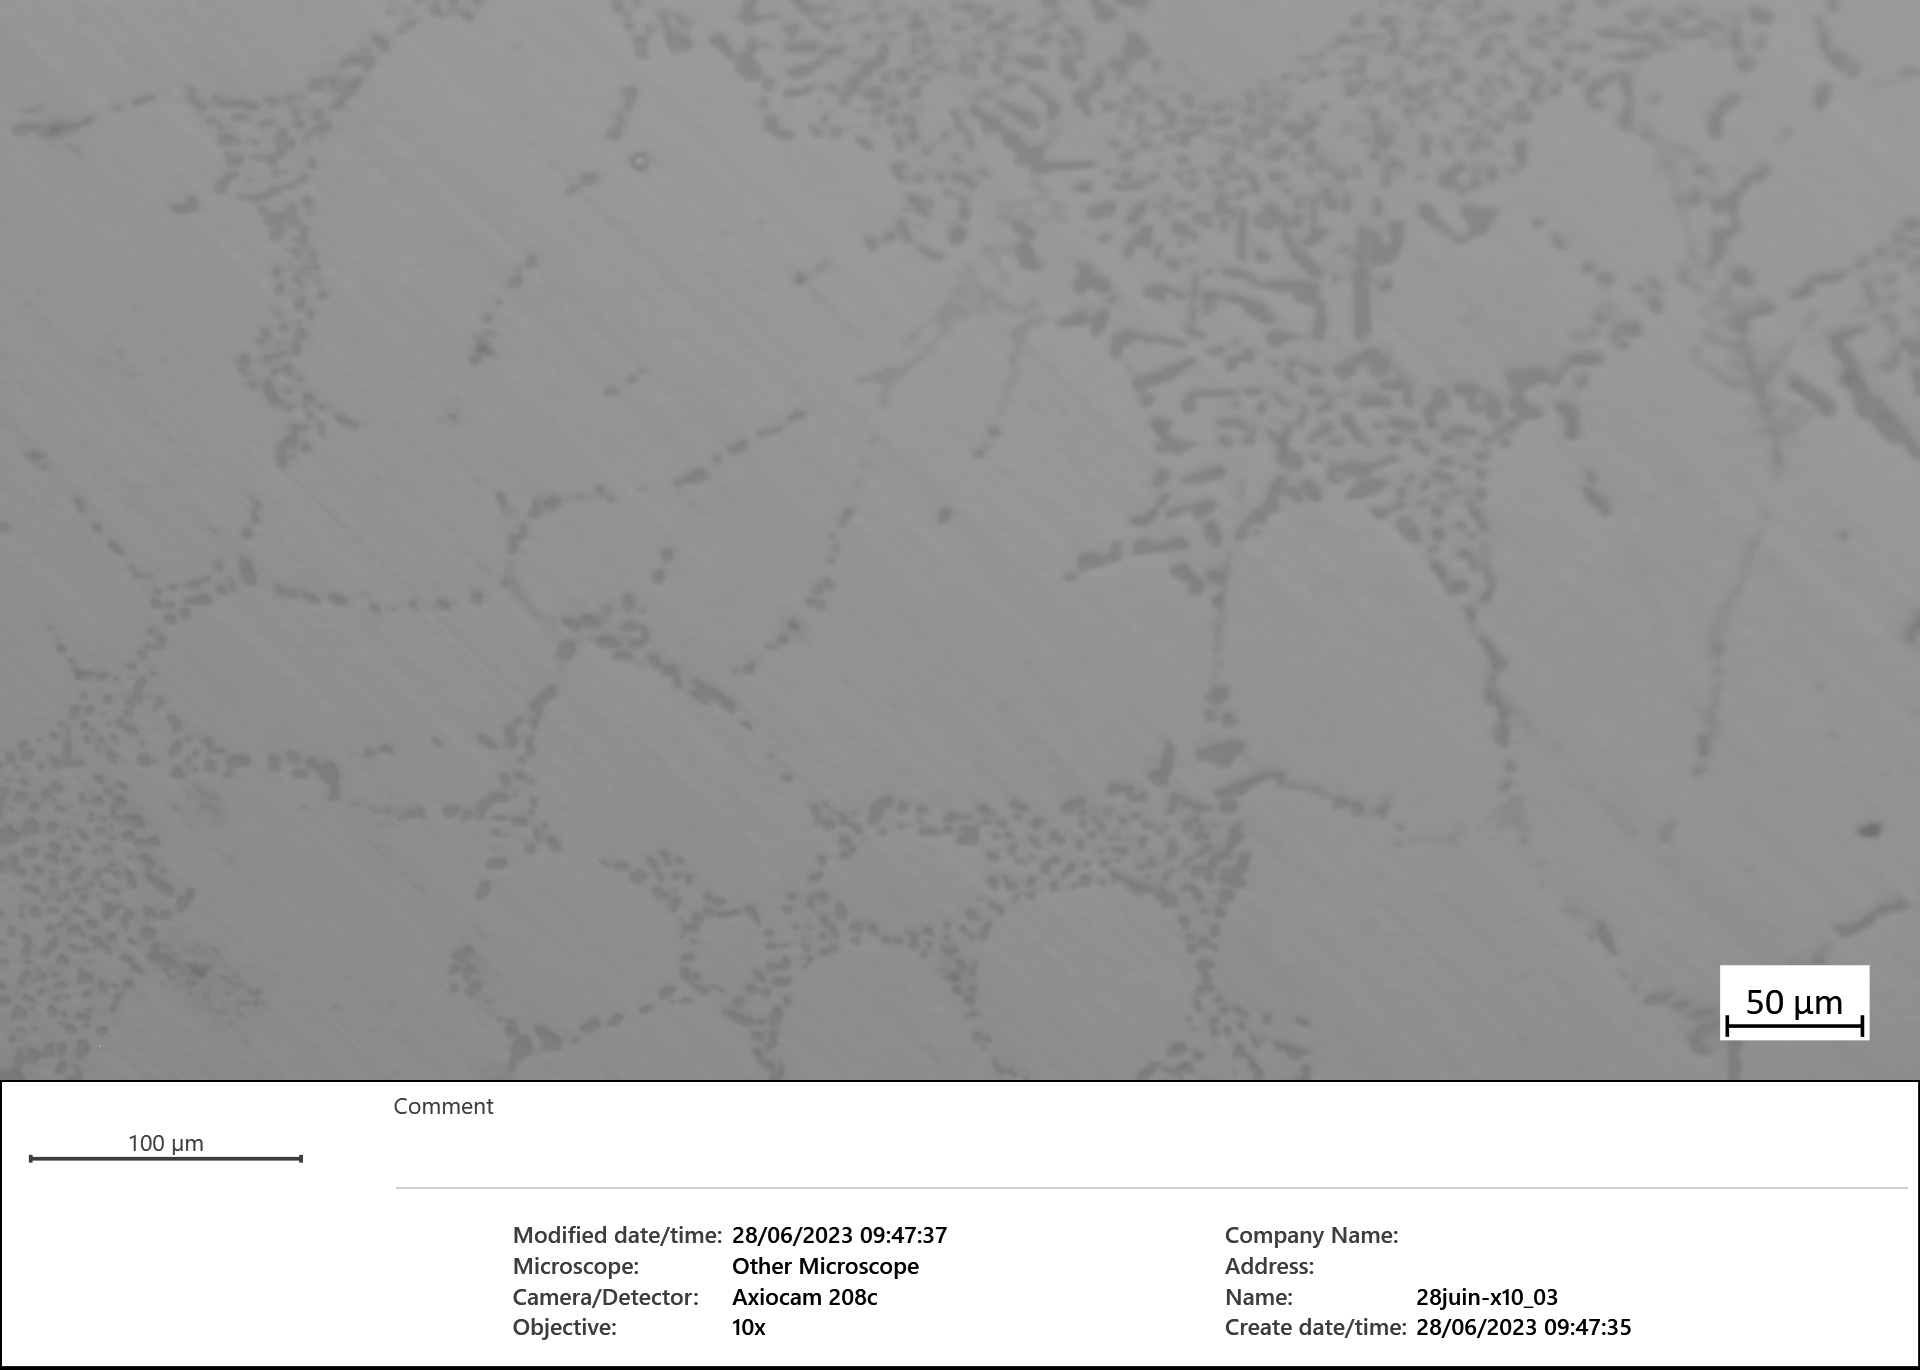 50 µm
Comment
100 µm
Modified date/time: 28/06/2023 09:47:37
Microscope: Other Microscope
Camera/Detector: Axiocam 208c
Objective: 10x
Company Name:
Address:
Name: 28juin-x10_03
Create date/time: 28/06/2023 09:47:35